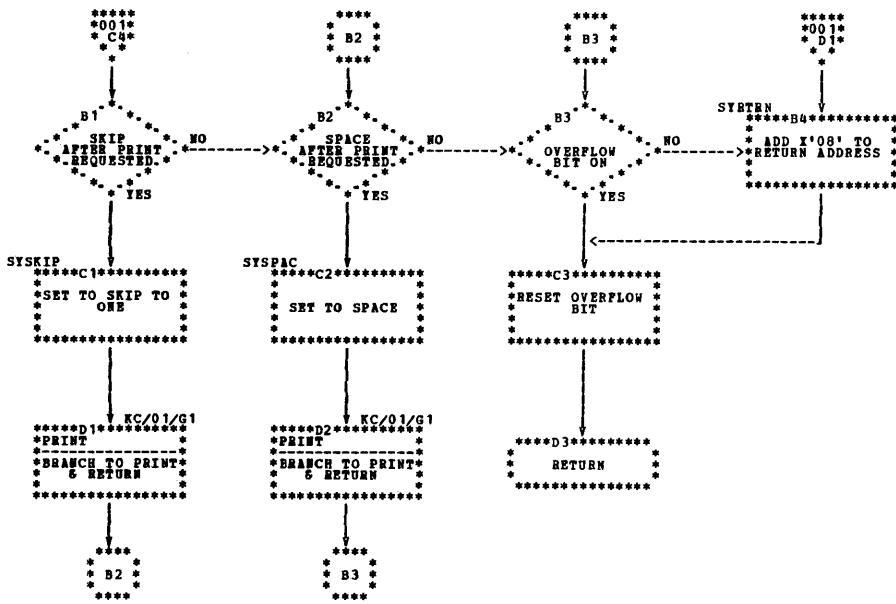 001
C4
B2
B3
001
D1
B1
SKIP
AFTER PRINT
REQUESTED
NO
YES
B2
SPACE
AFTER PRINT
REQUESTED
NO
YES
B3
OVERFLOW
BIT ON
NO
YES
SYRTRN
B4
ADD X'08' TO
RETURN ADDRESS
SYSKIP
C1
SET TO SKIP TO
ONE
SYSPAC
C2
SET TO SPACE
C3
RESET OVERFLOW
BIT
D1
KC/01/G1
PRINT
BRANCH TO PRINT
& RETURN
D2
KC/01/G1
PRINT
BRANCH TO PRINT
& RETURN
D3
RETURN
B2
B3